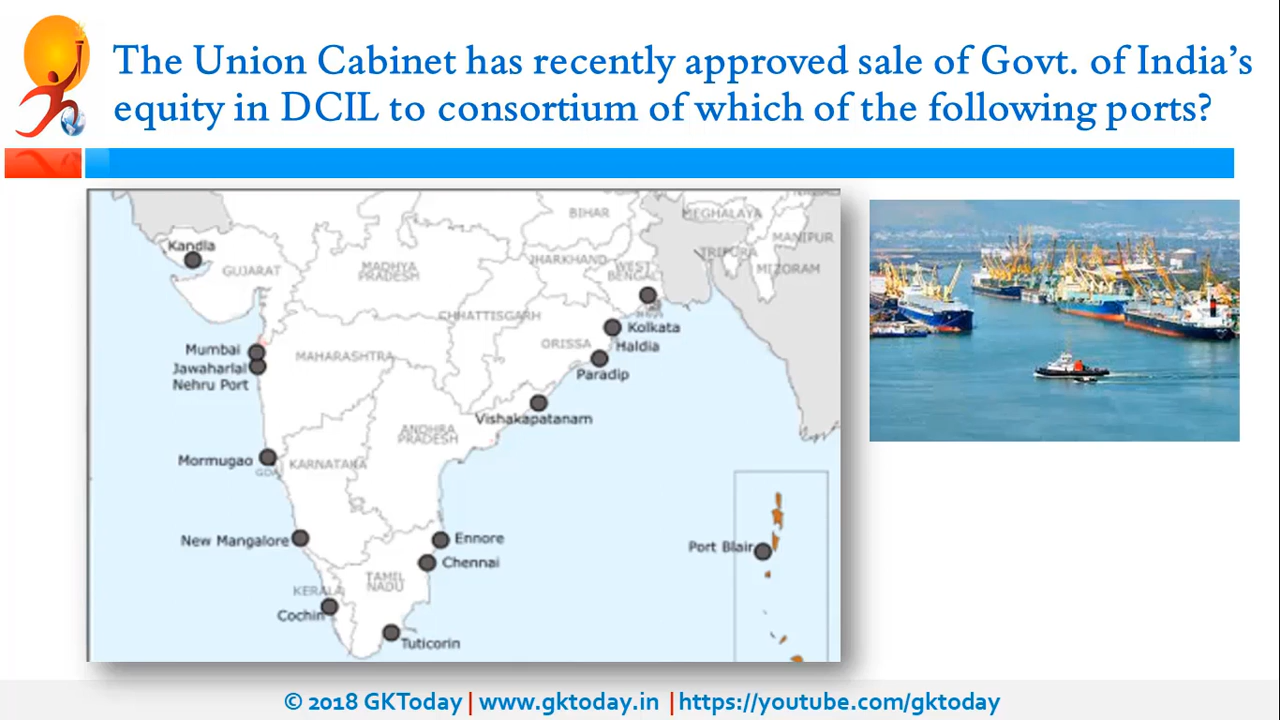 The Union Cabinet has recently approved sale of Govt. of India’s
equity in DCIL to consortium of which of the following ports?
BIHAR
MEGHALAYA
MANIPUR
Kandla
GUJARAT
MADHYA
PRADESH
JHARKHAND
WEST
BENGAL
TRIPURA
MIZORAM
CHHATTISGARH
Kolkata
ORISSA
Haldia
Mumbai
MAHARASHTRA
Jawaharlal
Nehru Port
Paradip
Vishakapatanam
ANDHRA
PRADESH
Mormugao
GOA
KARNATAKA
New Mangalore
Ennore
Port Blair
Chennai
TAMIL
NADU
KERALA
Cochin
Tuticorin
© 2018 GKToday | www.gktoday.in | https://youtube.com/gktoday